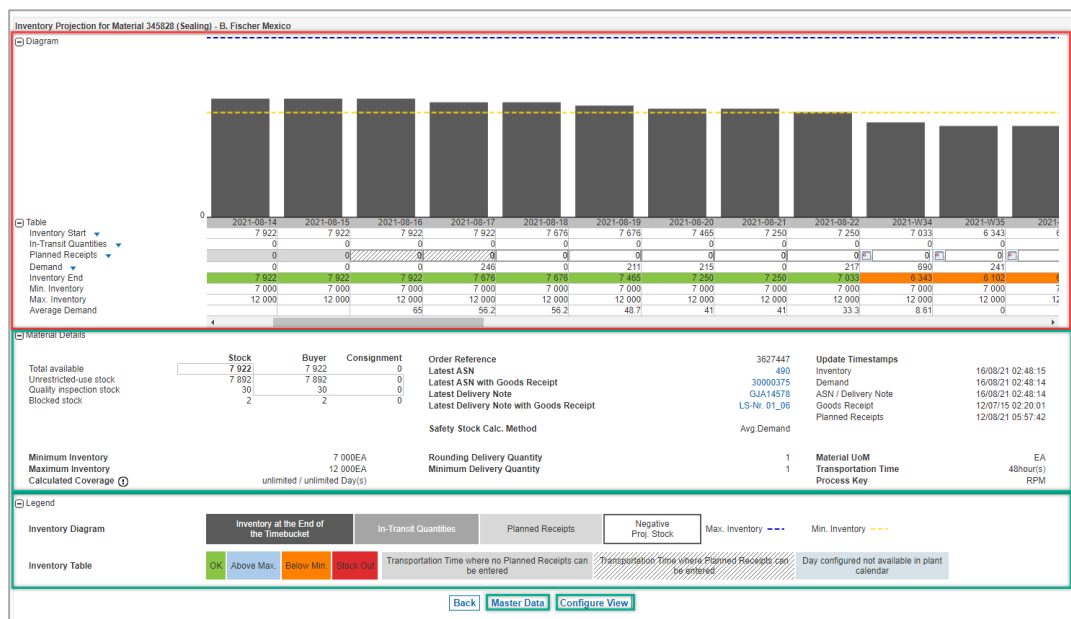 Inventory Projection for Material 345828 (Sealing) - B. Fischer Mexico
Diagram
0
Table 2021-08-14 2021-08-15 2021-08-16 2021-08-17 2021-08-18 2021-08-19 2021-08-20 2021-08-21 2021-08-22 2021-W34 2021-W35 2021-
Inventory Start 7 922 7 922 7 922 7 922 7 676 7 676 7 465 7 250 7 250 7 033 6 343 6
In-Transit Quantities 0 0 0 0 0 0 0 0 0 0 0
Planned Receipts 0 0 0 0 0 0 0 0 0 0 0
Demand 0 0 0 246 0 211 215 0 217 690 241
Inventory End 7 922 7 922 7 922 7 676 7 676 7 465 7 250 7 250 7 033 6 343 6 102
Min. Inventory 7 000 7 000 7 000 7 000 7 000 7 000 7 000 7 000 7 000 7 000 7 000 7
Max. Inventory 12 000 12 000 12 000 12 000 12 000 12 000 12 000 12 000 12 000 12 000 12 000 12
Average Demand 65 56.2 56.2 48.7 41 41 33.3 8.61 0
Material Details
Stock Buyer Consignment Order Reference 3627447 Update Timestamps
Total available 7 922 7 922 0 Latest ASN 490 Inventory 16/08/21 02:48:15
Unrestricted-use stock 7 892 7 892 0 Latest ASN with Goods Receipt 30000375 Demand 16/08/21 02:48:14
Quality inspection stock 30 30 0 Latest Delivery Note GJA14578 ASN / Delivery Note 16/08/21 02:48:14
Blocked stock 2 2 0 Latest Delivery Note with Goods Receipt LS-Nr. 01_06 Goods Receipt 12/07/15 02:20:01
Planned Receipts 12/08/21 05:57:42
Safety Stock Calc. Method Avg.Demand
Minimum Inventory 7 000EA Rounding Delivery Quantity 1 Material UoM EA
Maximum Inventory 12 000EA Minimum Delivery Quantity 1 Transportation Time 48hour(s)
Calculated Coverage unlimited / unlimited Day(s) Process Key RPM
Legend
Inventory Diagram Inventory at the End of the Timebucket In-Transit Quantities Planned Receipts Negative Proj. Stock Max. Inventory Min. Inventory
Inventory Table OK Above Max. Below Min. Stock Out Transportation Time where no Planned Receipts can be entered Transportation Time where Planned Receipts can be entered Day configured not available in plant calendar
Back Master Data Configure View